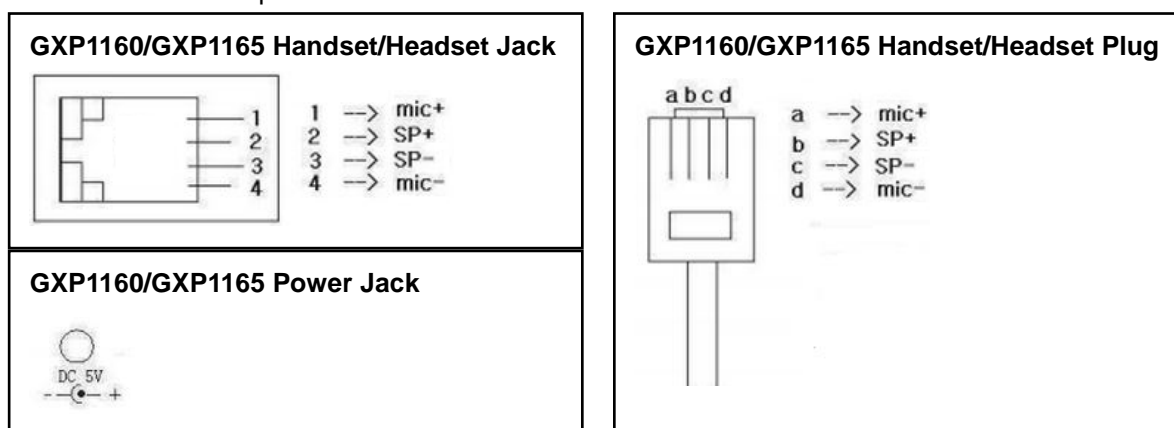 GXP1160/GXP1165 Handset/Headset Jack
1
2
3
4
1 --> mic+
2 --> SP+
3 --> SP-
4 --> mic-
GXP1160/GXP1165 Power Jack
DC 5V
- +
GXP1160/GXP1165 Handset/Headset Plug
a b c d
a --> mic+
b --> SP+
c --> SP-
d --> mic-